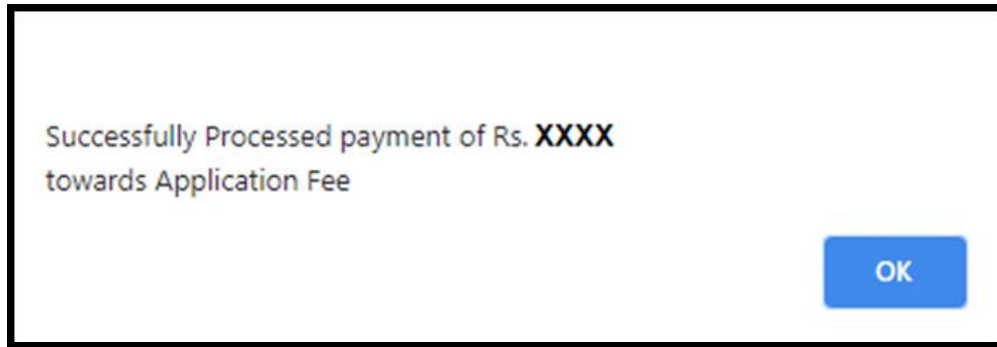 Successfully Processed payment of Rs. XXXX
towards Application Fee
OK